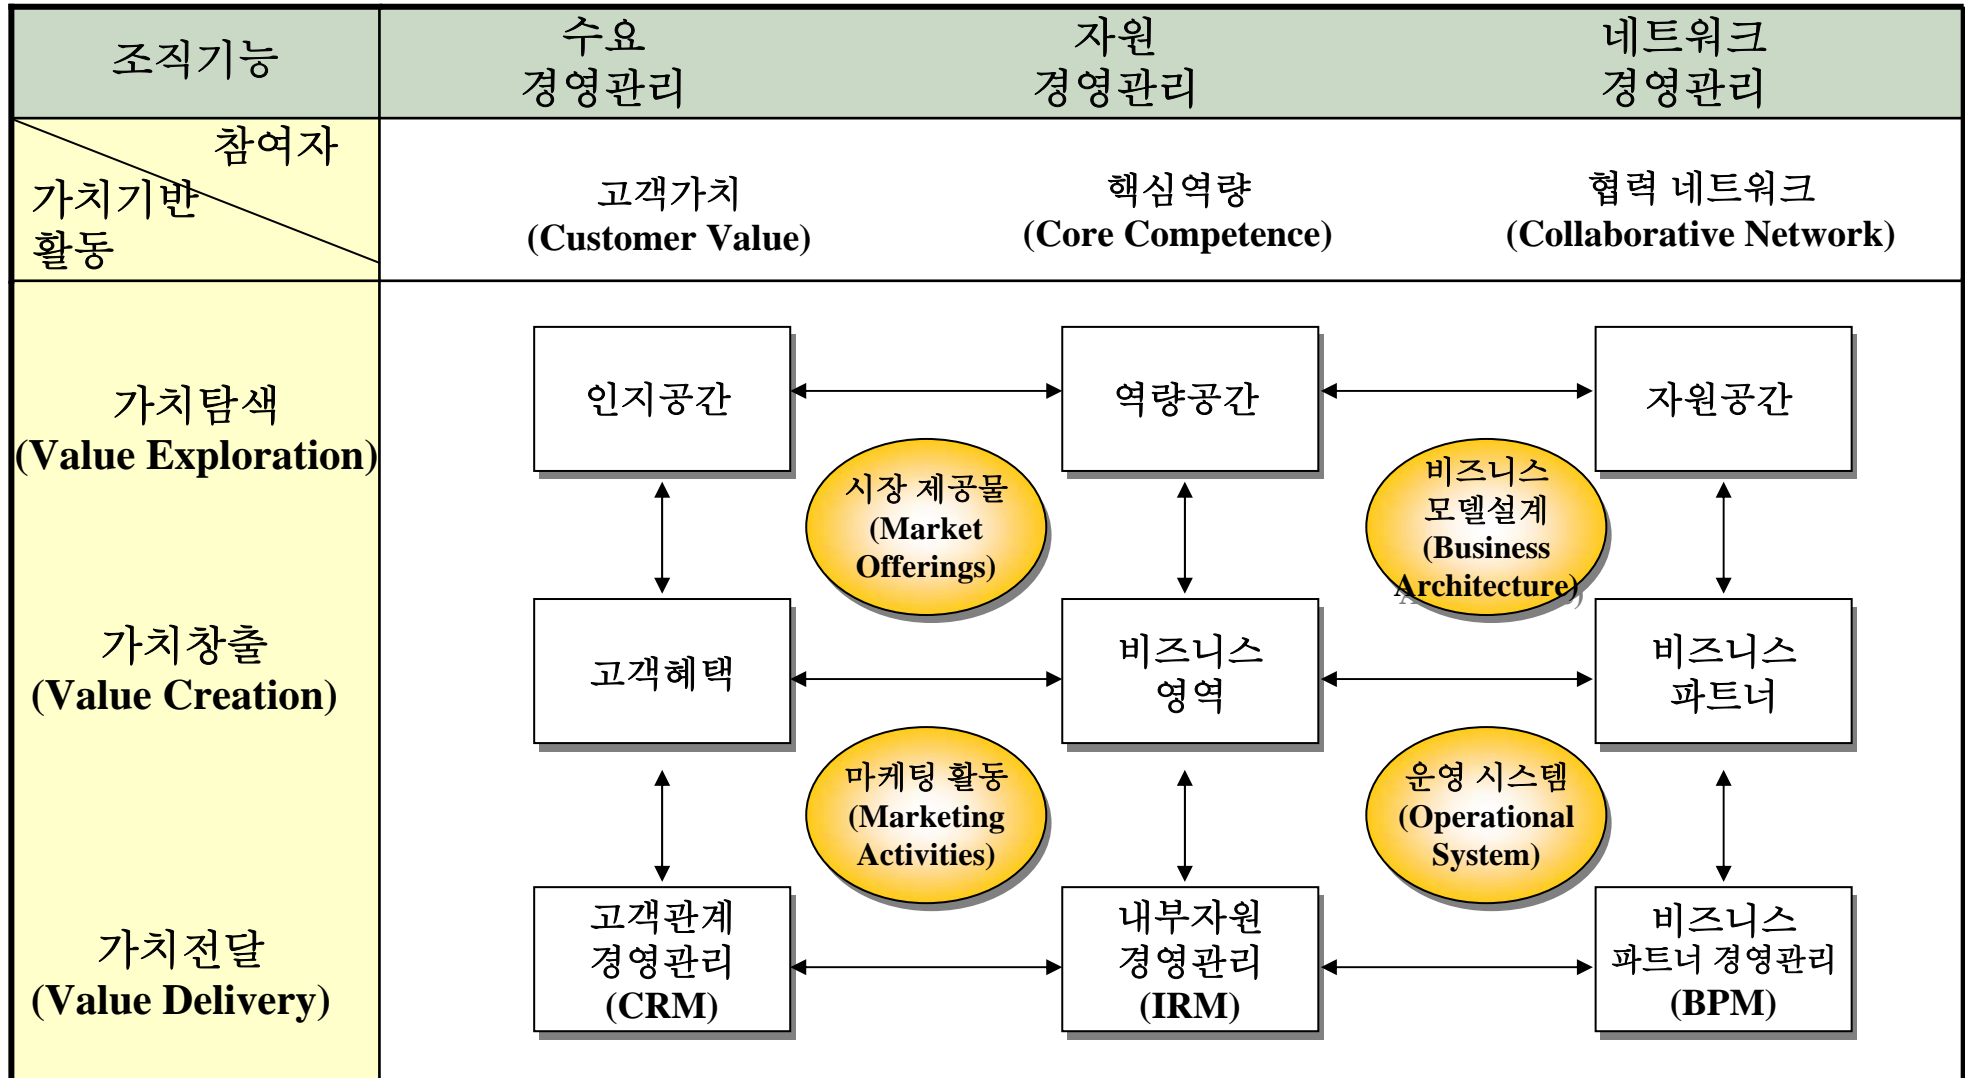 조직기능
수요
경영관리
자원
경영관리
네트워크
경영관리
참여자
가치기반
활동
고객가치
(Customer Value)
핵심역량
(Core Competence)
협력 네트워크
(Collaborative Network)
가치탐색
(Value Exploration)
인지공간
역량공간
자원공간
시장 제공물
(Market
Offerings)
비즈니스
모델설계
(Business
Architecture)
가치창출
(Value Creation)
고객혜택
비즈니스
영역
비즈니스
파트너
마케팅 활동
(Marketing
Activities)
운영 시스템
(Operational
System)
가치전달
(Value Delivery)
고객관계
경영관리
(CRM)
내부자원
경영관리
(IRM)
비즈니스
파트너 경영관리
(BPM)